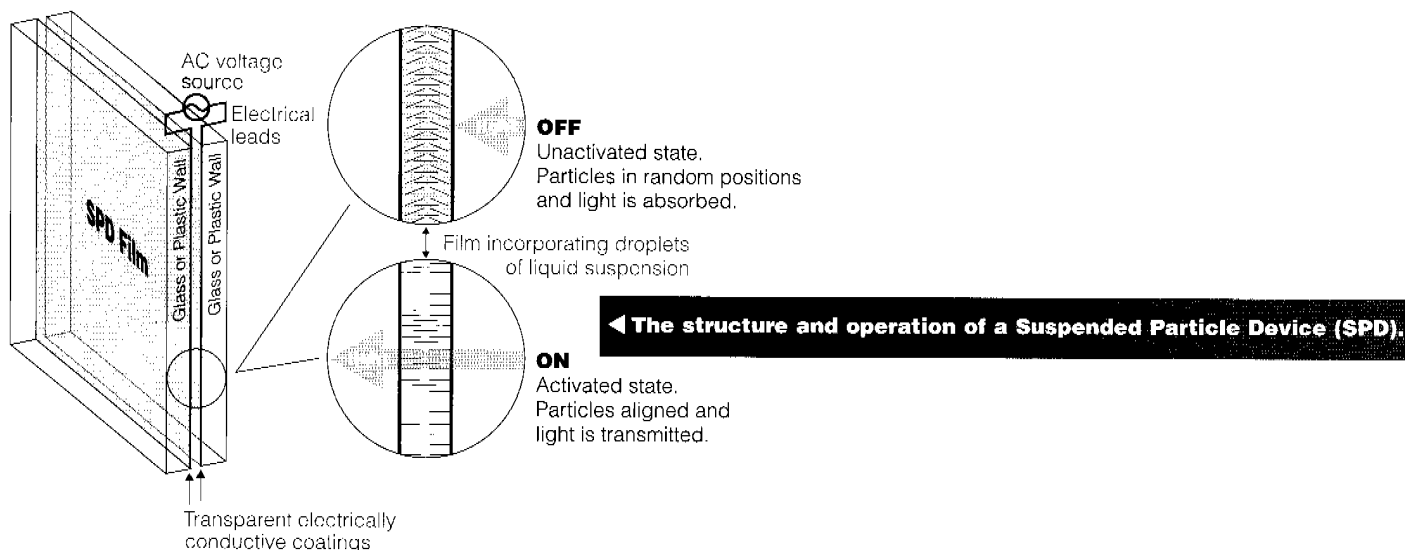 AC voltage
source
Electrical
leads
SPD Film
Glass or Plastic Wall
Glass or Plastic Wall
Transparent electrically
conductive coatings
OFF
Unactivated state.
Particles in random positions
and light is absorbed.
Film incorporating droplets
of liquid suspension
ON
Activated state.
Particles aligned and
light is transmitted.
The structure and operation of a Suspended Particle Device (SPD).